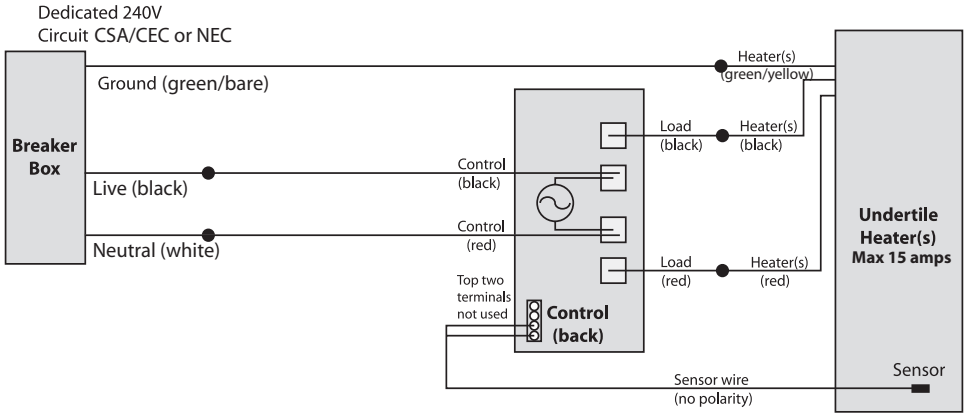 Dedicated 240V
Circuit CSA/CEC or NEC
Breaker
Box
Ground (green/bare)
Live (black)
Neutral (white)
Control
(black)
Control
(red)
Top two
terminals
not used
Control
(back)
Load
(black)
Load
(red)
Heater(s)
(green/yellow)
Heater(s)
(black)
Heater(s)
(red)
Undertile
Heater(s)
Max 15 amps
Sensor
Sensor wire
(no polarity)